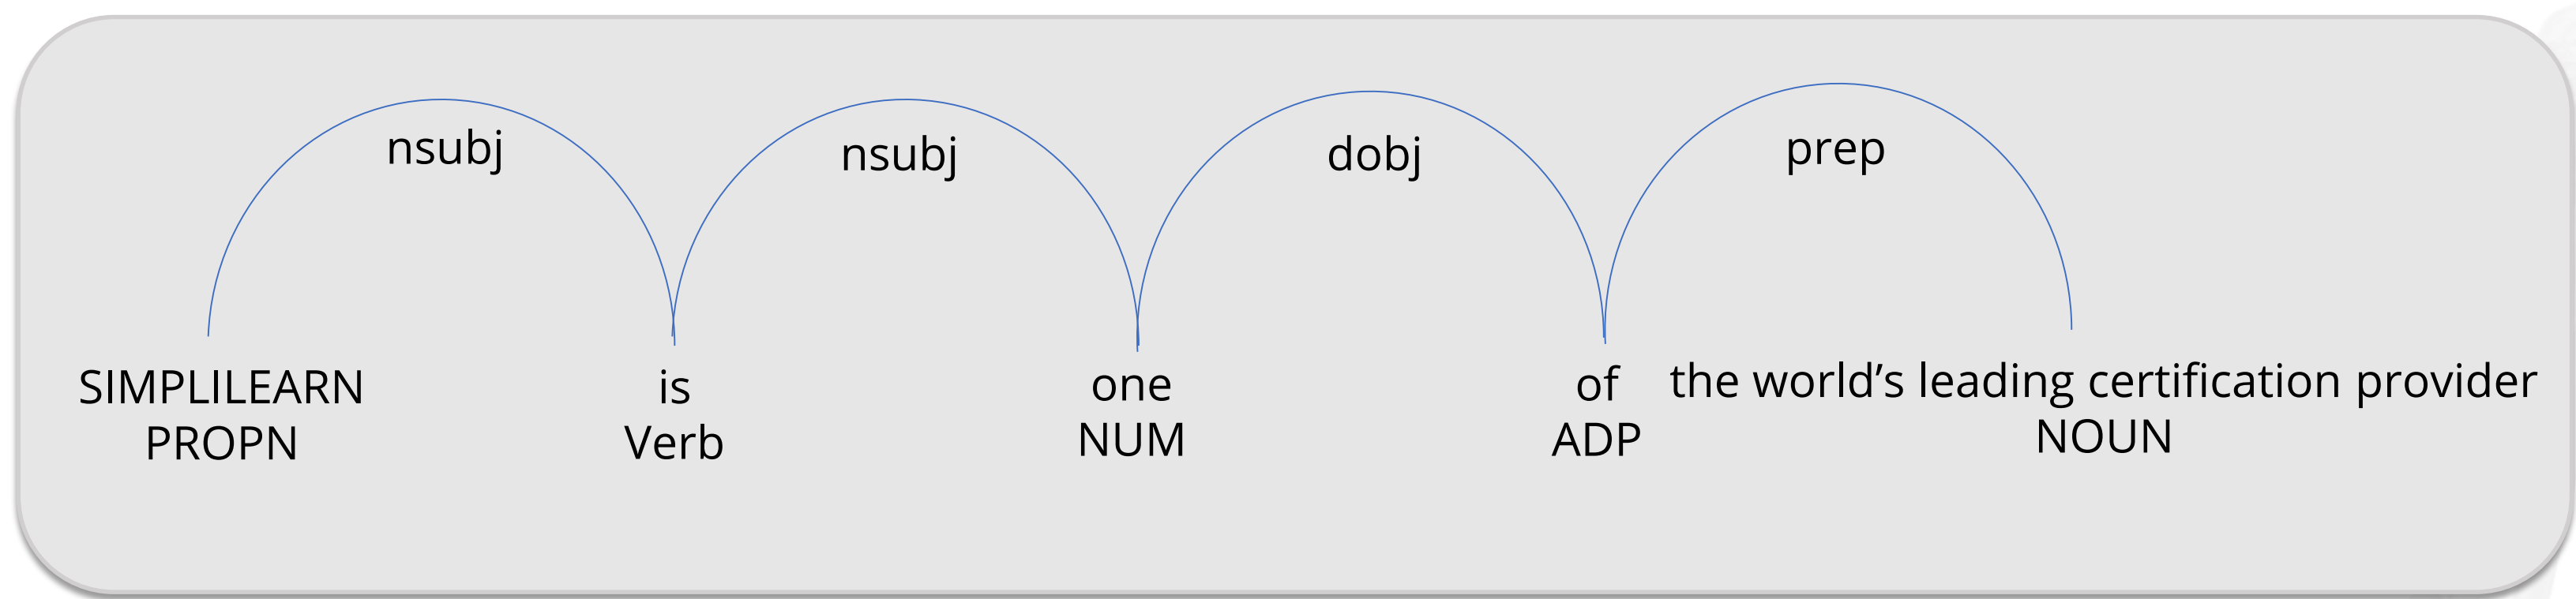 nsubj nsubj dobj prep
SIMPLILEARN is one of the world’s leading certification provider
PROPN Verb NUM ADP NOUN